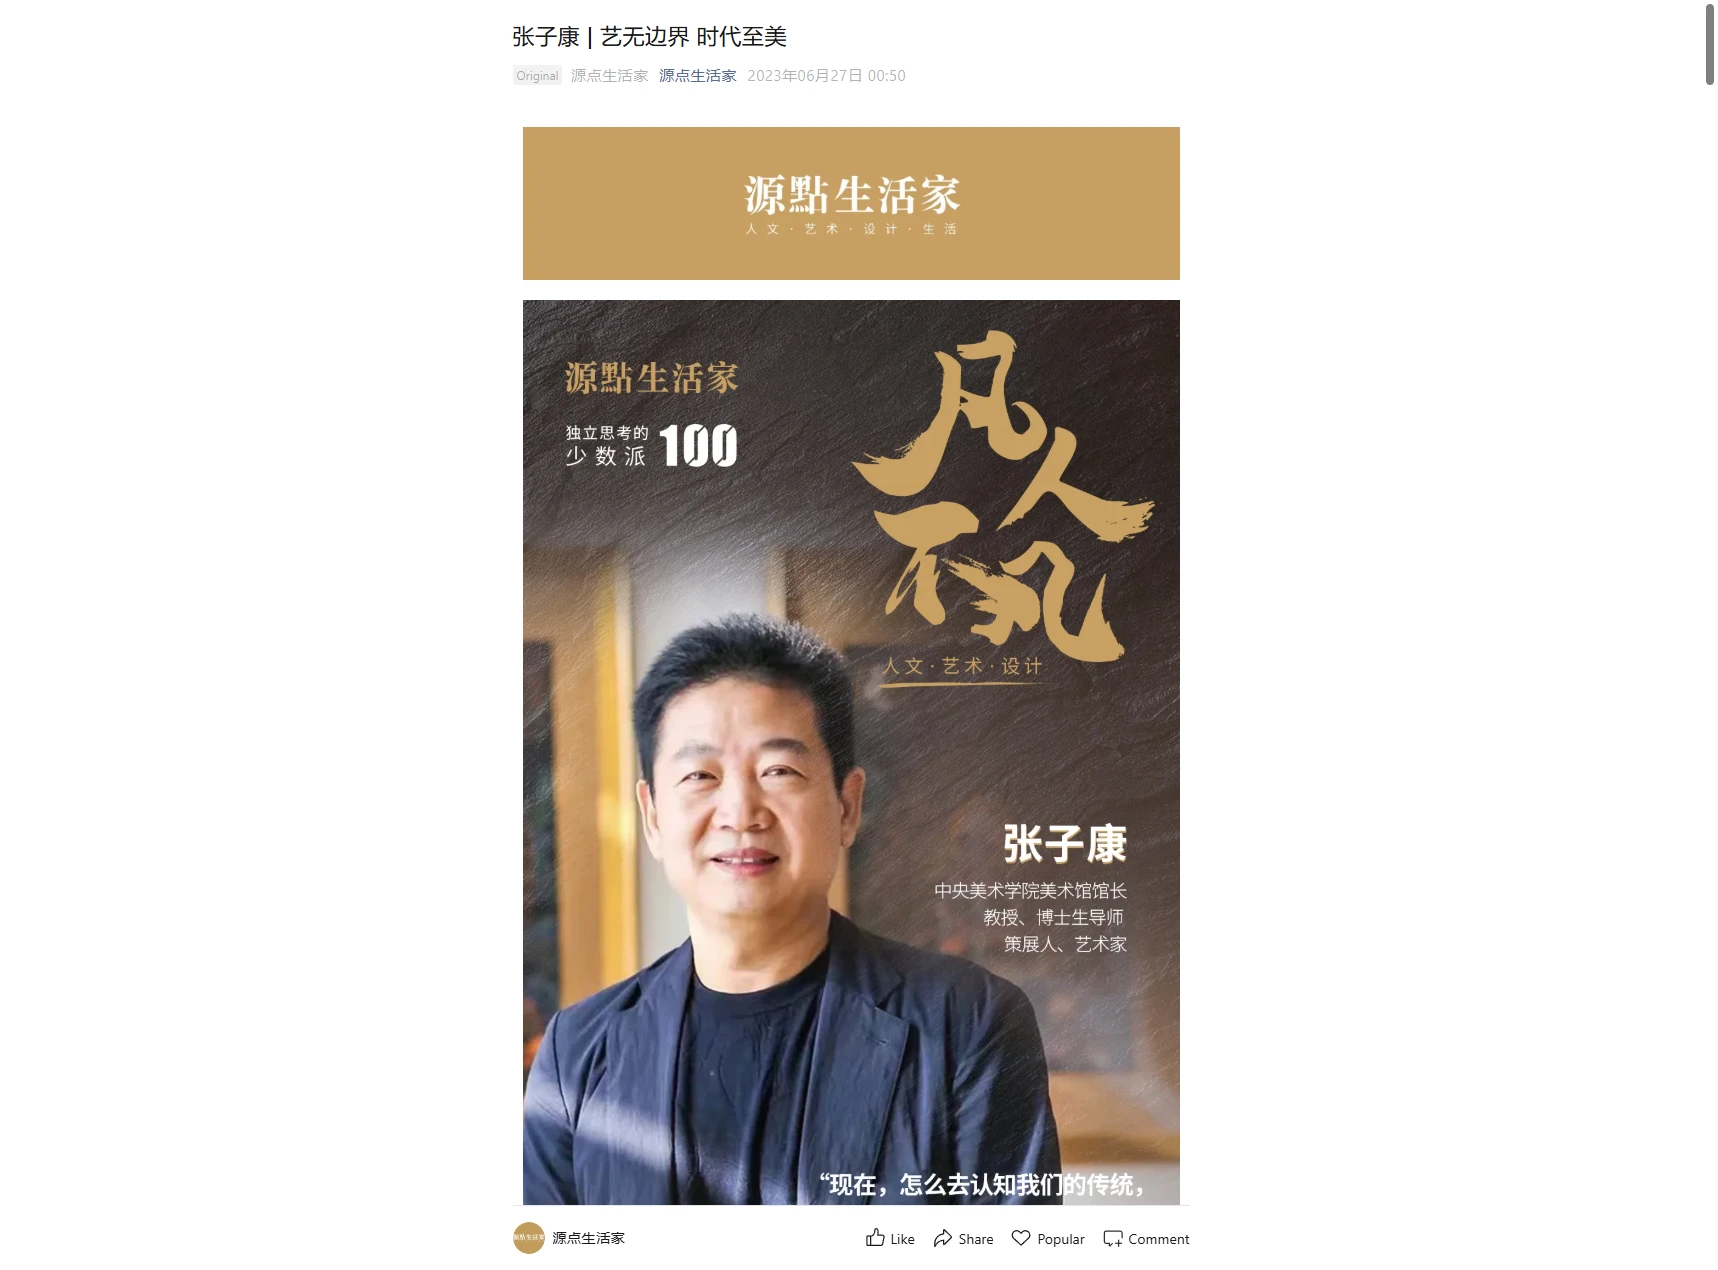 张子康 | 艺无边界 时代至美
Original 源点生活家 源点生活家 2023年06月27日 00:50
源點生活家
人文·艺术·设计·生活
源點生活家
独立思考的
少数派 100
凡人
不凡
人文·艺术·设计
张子康
中央美术学院美术馆馆长
教授、博士生导师
策展人、艺术家
“现在，怎么去认知我们的传统，
源點生活家 源点生活家 Like Share Popular Comment